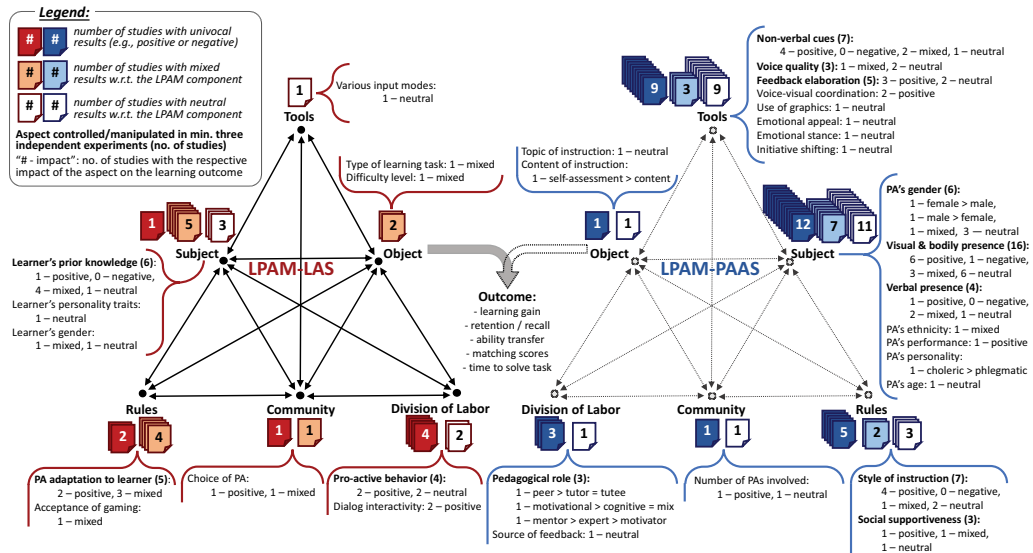 Legend:
# # number of studies with univocal
results (e.g., positive or negative)
# # number of studies with mixed
results w.r.t. the LPAM component
# # number of studies with neutral
results w.r.t. the LPAM component
Aspect controlled/manipulated in min. three
independent experiments (no. of studies)
"# - impact": no. of studies with the respective
impact of the aspect on the learning outcome
1
Tools
Various input modes:
1 – neutral
Type of learning task: 1 – mixed
Difficulty level: 1 – mixed
2
Object
1 5 3
Subject
Learner's prior knowledge (6):
1 – positive, 0 – negative,
4 – mixed, 1 – neutral
Learner's personality traits:
1 – neutral
Learner's gender:
1 – mixed, 1 – neutral
LPAM-LAS
Rules
2 4
PA adaptation to learner (5):
2 – positive, 3 – mixed
Acceptance of gaming:
1 – mixed
Community
1 1
Choice of PA:
1 – positive, 1 – mixed
Division of Labor
4 2
Pro-active behavior (4):
2 – positive, 2 – neutral
Dialog interactivity: 2 – positive
Outcome:
- learning gain
- retention / recall
- ability transfer
- matching scores
- time to solve task
9 3 9
Tools
Non-verbal cues (7):
4 – positive, 0 – negative, 2 – mixed, 1 – neutral
Voice quality (3): 1 – mixed, 2 – neutral
Feedback elaboration (5): 3 – positive, 2 – neutral
Voice-visual coordination: 2 – positive
Use of graphics: 1 – neutral
Emotional appeal: 1 – neutral
Emotional stance: 1 – neutral
Initiative shifting: 1 – neutral
Topic of instruction: 1 – neutral
Content of instruction:
1 – self-assessment > content
1 1
Object
LPAM-PAAS
12 7 11
Subject
PA's gender (6):
1 – female > male,
1 – male > female,
1 – mixed, 3 — neutral
Visual & bodily presence (16):
6 – positive, 1 – negative,
3 – mixed, 6 – neutral
Verbal presence (4):
1 – positive, 0 – negative,
2 – mixed, 1 – neutral
PA's ethnicity: 1 – mixed
PA's performance: 1 – positive
PA's personality:
1 – choleric > phlegmatic
PA's age: 1 – neutral
Division of Labor
3 1
Pedagogical role (3):
1 – peer > tutor = tutee
1 – motivational > cognitive = mix
1 – mentor > expert > motivator
Source of feedback: 1 – neutral
Community
1 1
Number of PAs involved:
1 – positive, 1 – neutral
Rules
5 2 3
Style of instruction (7):
4 – positive, 0 – negative,
1 – mixed, 2 – neutral
Social supportiveness (3):
1 – positive, 1 – mixed,
1 – neutral